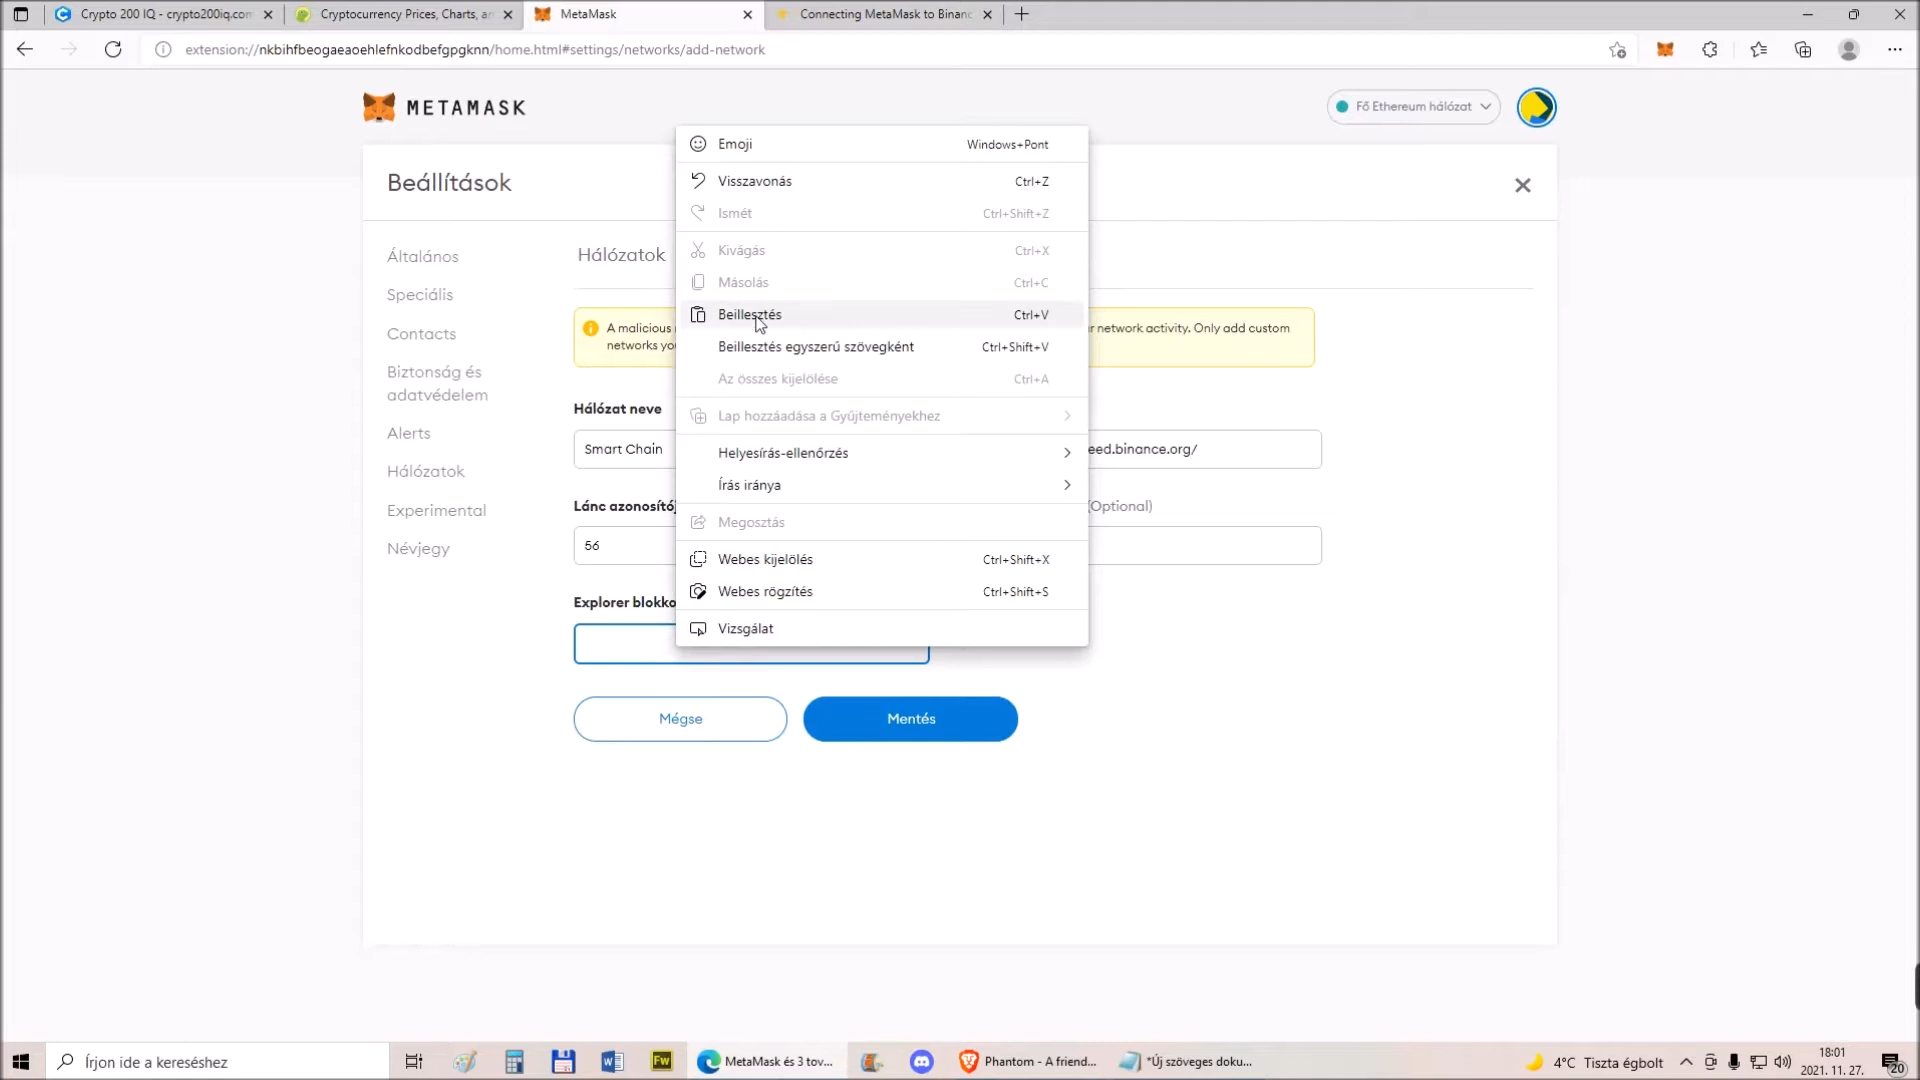 Crypto 200 IQ - crypto200iq.com
Cryptocurrency Prices, Charts, an
MetaMask
Connecting MetaMask to Binanc
extension://nkbihfbeogaeaoehlefnkodbefgpgknn/home.html#settings/networks/add-network
METAMASK
Fő Ethereum hálózat
Beállítások
Általános
Speciális
Contacts
Biztonság és
adatvédelem
Alerts
Hálózatok
Experimental
Névjegy
Hálózatok
A malicious
r network activity. Only add custom
networks you
Hálózat neve
Smart Chain
eed.binance.org/
Lánc azonosítój
(Optional)
56
Explorer blokko
Mégse
Mentés
Emoji Windows+Pont
Visszavonás Ctrl+Z
Ismét Ctrl+Shift+Z
Kivágás Ctrl+X
Másolás Ctrl+C
Beillesztés Ctrl+V
Beillesztés egyszerű szövegként Ctrl+Shift+V
Az összes kijelölése Ctrl+A
Lap hozzáadása a Gyűjteményekhez
Helyesírás-ellenőrzés
Írás iránya
Megosztás
Webes kijelölés Ctrl+Shift+X
Webes rögzítés Ctrl+Shift+S
Vizsgálat
Írjon ide a kereséshez
Fw
MetaMask és 3 tov...
Phantom - A friend...
*Új szöveges doku...
4°C Tiszta égbolt
18:01
2021. 11. 27.
20